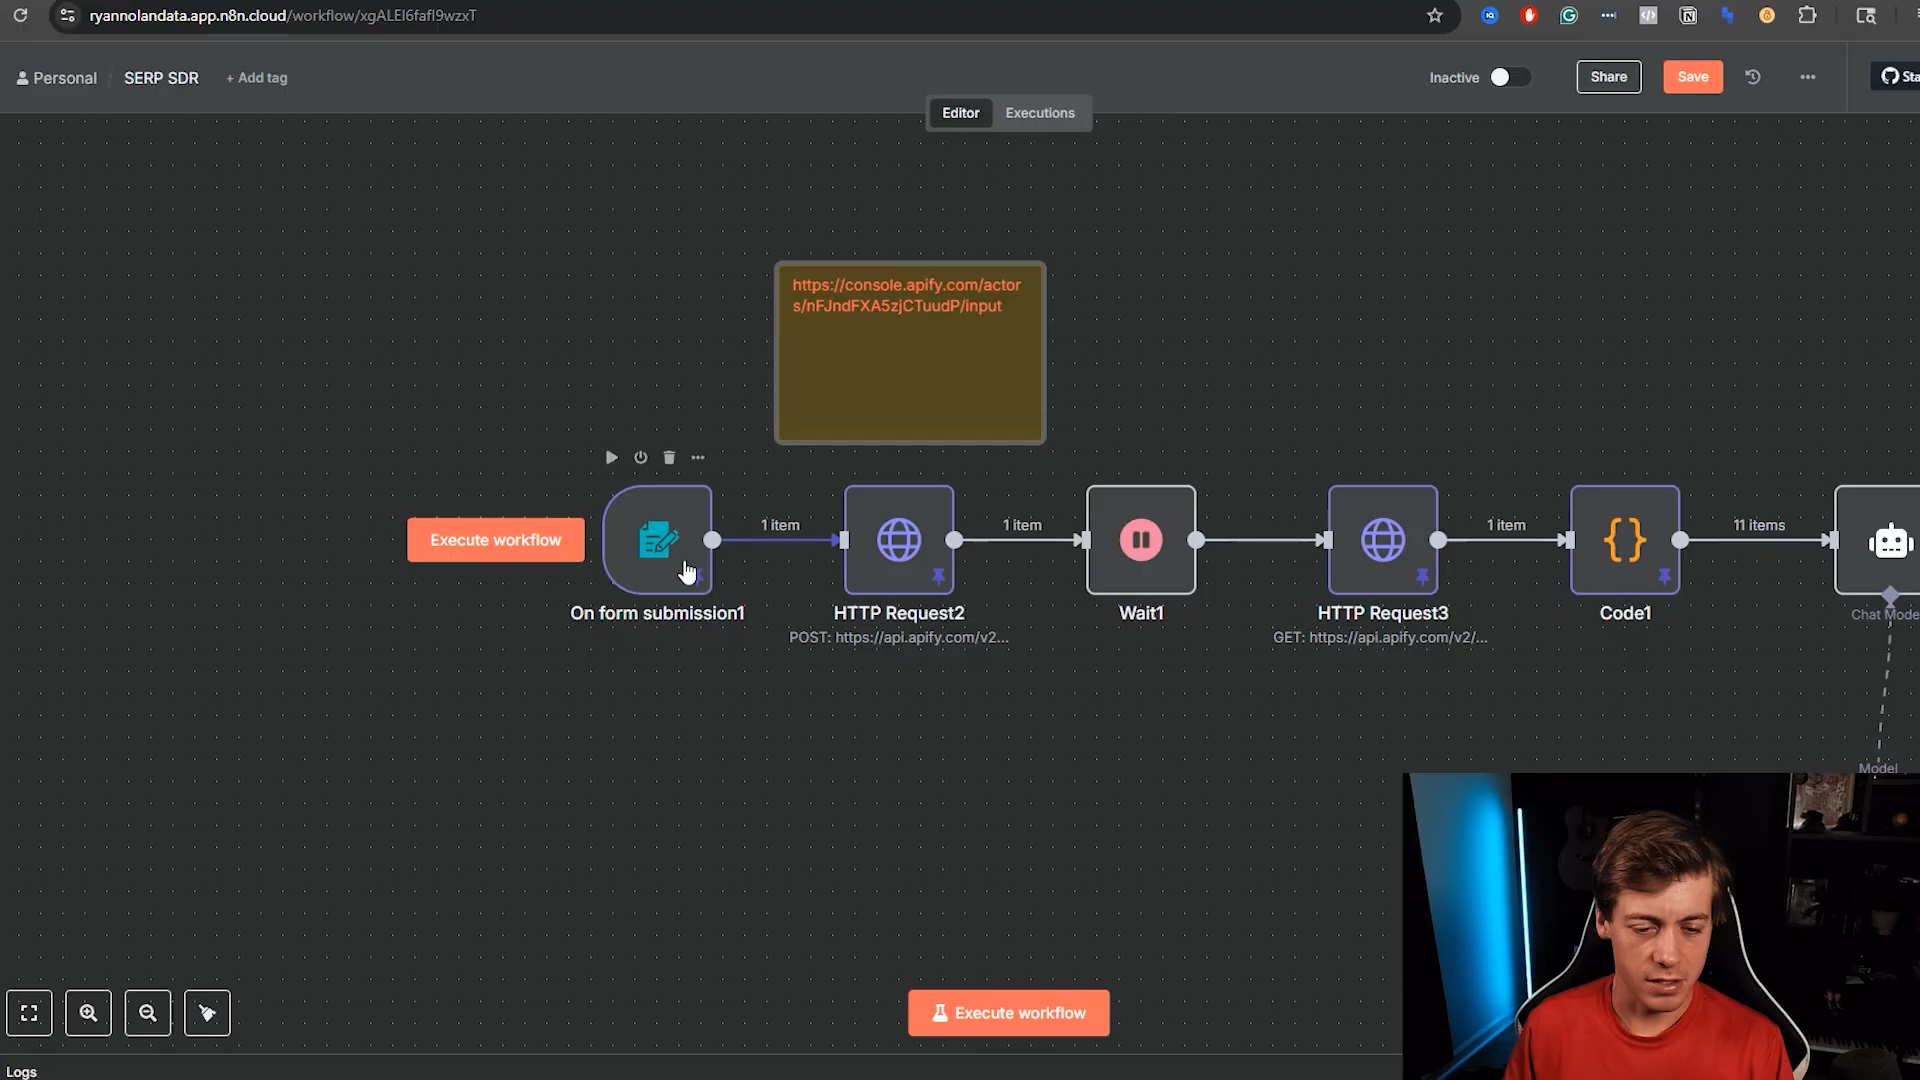 ryannolandata.app.n8n.cloud/workflow/xgALEl6fafl9wzxT
Personal / SERP SDR + Add tag
Inactive
Share
Save
Sta
Editor Executions
https://console.apify.com/actor
s/nFJndFXA5zjCTuudP/input
Execute workflow
1 item
1 item
1 item
11 items
On form submission1
HTTP Request2
POST: https://api.apify.com/v2...
Wait1
HTTP Request3
GET: https://api.apify.com/v2/...
Code1
Chat Mode
Model
Execute workflow
Logs